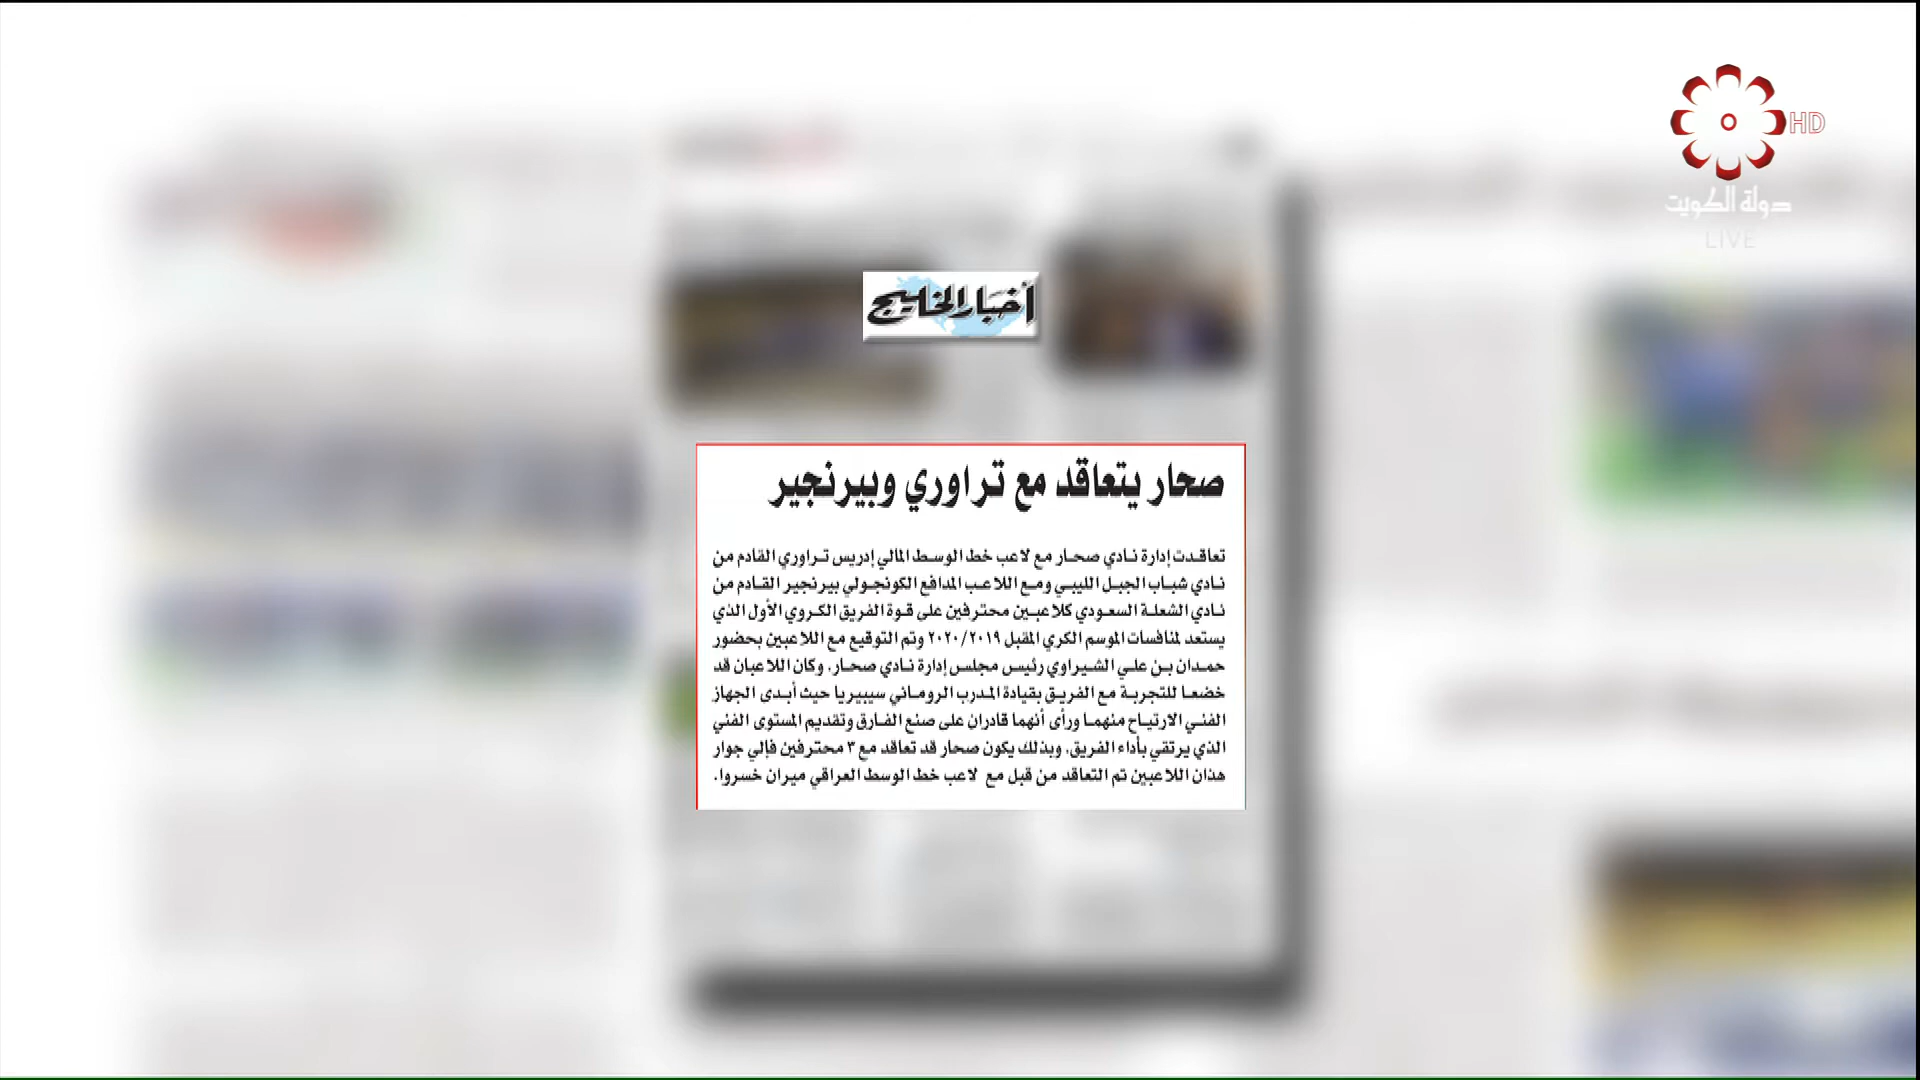 HD
دولة الكويت
LIVE
أخبار الخليج
صحار يتعاقد مع تراوري وبيرنجير
تعاقدت إدارة نادي صحار مع لاعب خط الوسط المالي إدريس تراوري القادم من
نادي شباب الجبل الليبي ومع اللاعب المدافع الكونجولي بيرنجير القادم من
نادي الشعلة السعودي كلاعبين محترفين على قوة الفريق الكروي الأول الذي
يستعد لمنافسات الموسم الكري المقبل ٢٠٢٠/٢٠١٩ وتم التوقيع مع اللاعبين بحضور
حمدان بن علي الشيراوي رئيس مجلس إدارة نادي صحار، وكان اللاعبان قد
خضعا للتجربة مع الفريق بقيادة المدرب الروماني سيبيريا حيث أبدى الجهاز
الفني الارتياح منهما ورأى أنهما قادران على صنع الفارق وتقديم المستوى الفني
الذي يرتقي بأداء الفريق، وبذلك يكون صحار قد تعاقد مع ٣ محترفين فإلي جوار
هذان اللاعبين تم التعاقد من قبل مع لاعب خط الوسط العراقي ميران خسروا.